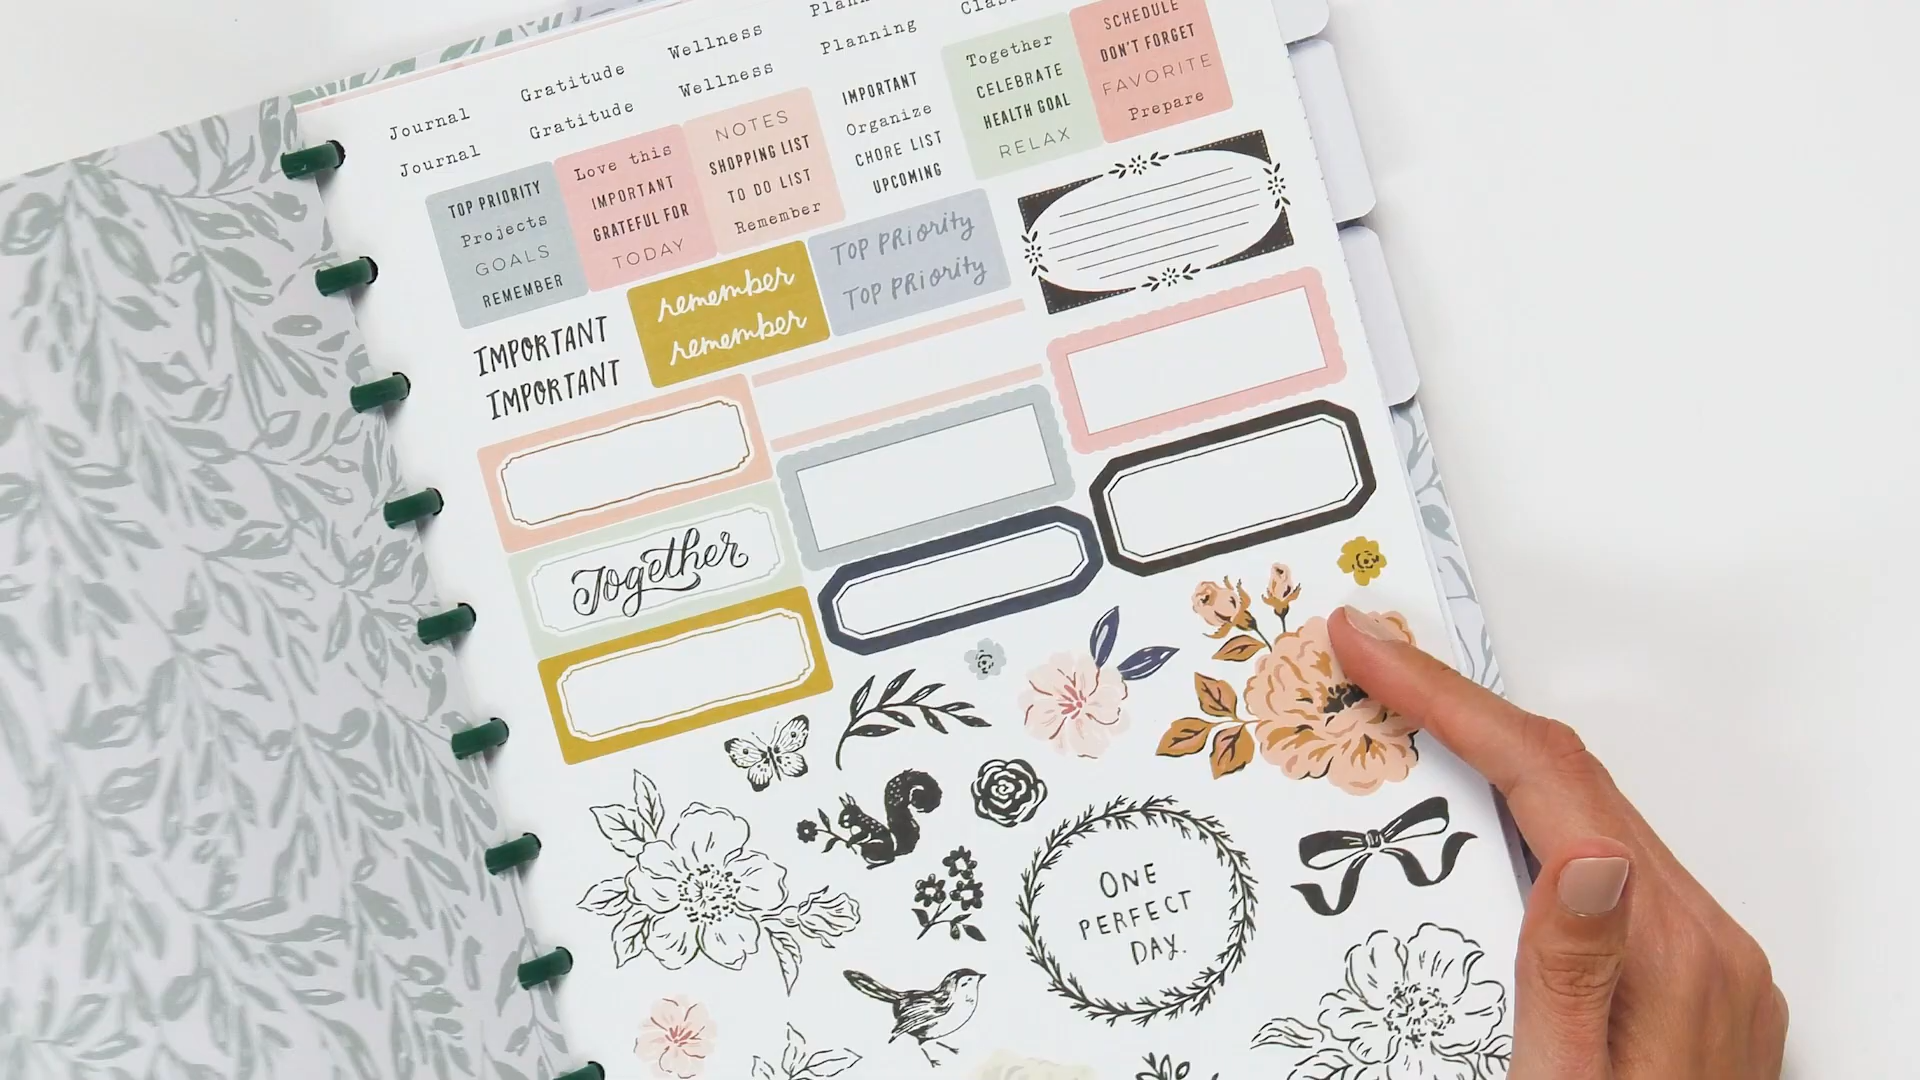 Journal
Journal
Gratitude
Gratitude
Wellness
Wellness
Planning
IMPORTANT
Organize
CHORE LIST
UPCOMING
Together
CELEBRATE
HEALTH GOAL
RELAX
SCHEDULE
DON'T FORGET
FAVORITE
Prepare
TOP PRIORITY
Projects
GOALS
REMEMBER
Love this
IMPORTANT
GRATEFUL FOR
TODAY
NOTES
SHOPPING LIST
TO DO LIST
Remember
IMPORTANT
IMPORTANT
remember
remember
TOP PRIORITY
TOP PRIORITY
Together
ONE
PERFECT
DAY.